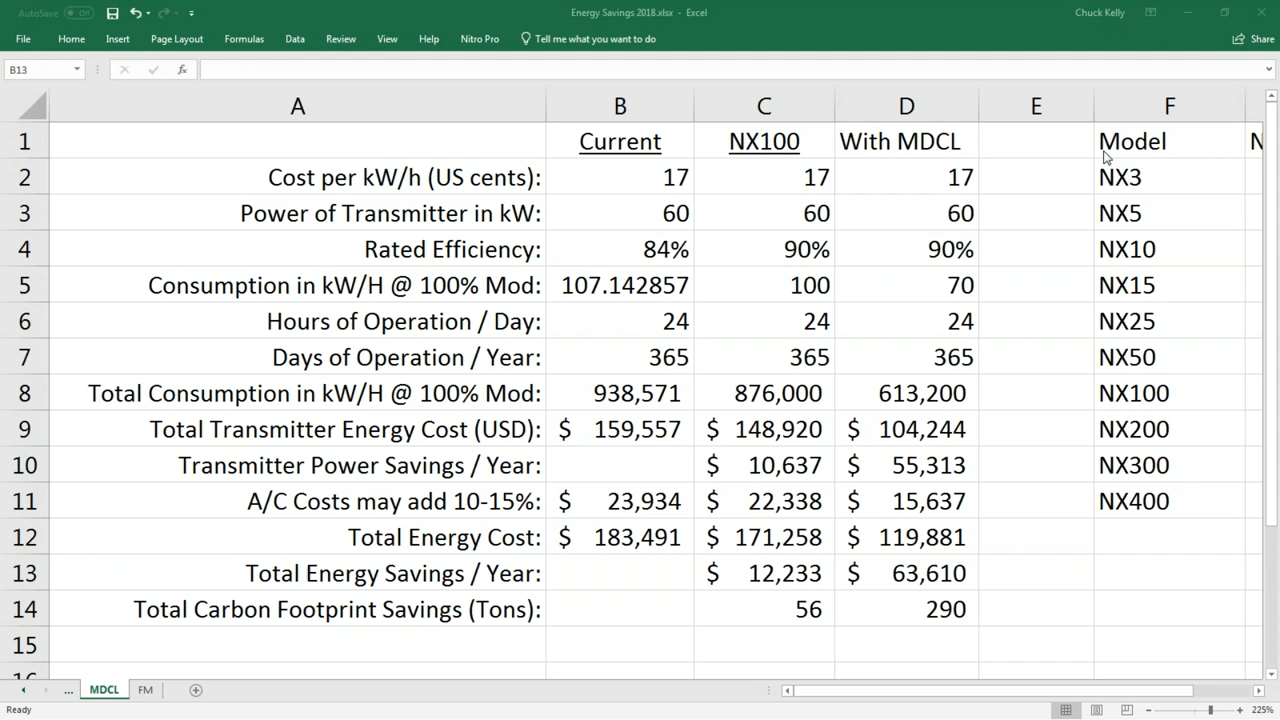 AutoSave Off Energy Savings 2018.xlsx - Excel Chuck Kelly
File Home Insert Page Layout Formulas Data Review View Help Nitro Pro Tell me what you want to do Share
B13 fx
A B C D E F
1 Current NX100 With MDCL Model N
2 Cost per kW/h (US cents): 17 17 17 NX3
3 Power of Transmitter in kW: 60 60 60 NX5
4 Rated Efficiency: 84% 90% 90% NX10
5 Consumption in kW/H @ 100% Mod: 107.142857 100 70 NX15
6 Hours of Operation / Day: 24 24 24 NX25
7 Days of Operation / Year: 365 365 365 NX50
8 Total Consumption in kW/H @ 100% Mod: 938,571 876,000 613,200 NX100
9 Total Transmitter Energy Cost (USD): $ 159,557 $ 148,920 $ 104,244 NX200
10 Transmitter Power Savings / Year: $ 10,637 $ 55,313 NX300
11 A/C Costs may add 10-15%: $ 23,934 $ 22,338 $ 15,637 NX400
12 Total Energy Cost: $ 183,491 $ 171,258 $ 119,881
13 Total Energy Savings / Year: $ 12,233 $ 63,610
14 Total Carbon Footprint Savings (Tons): 56 290
15
... MDCL FM
Ready 225%